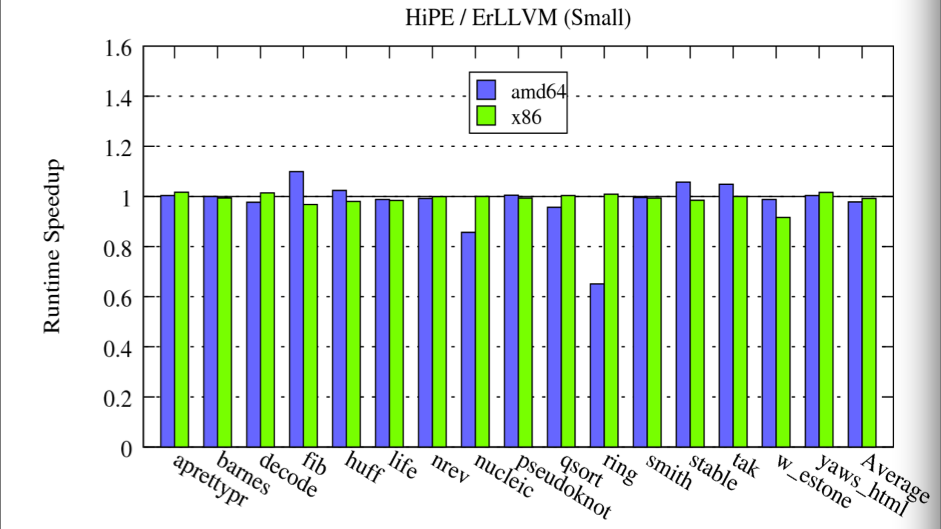 HiPE / ErLLVM (Small)
1.6
1.4
1.2
1
0.8
0.6
0.4
0.2
0
Runtime Speedup
amd64
x86
aprettypr
barnes
decode
fib
huff
life
nrev
nucleic
pseudoknot
qsort
ring
smith
stable
tak
w_estone
yaws_html
Average